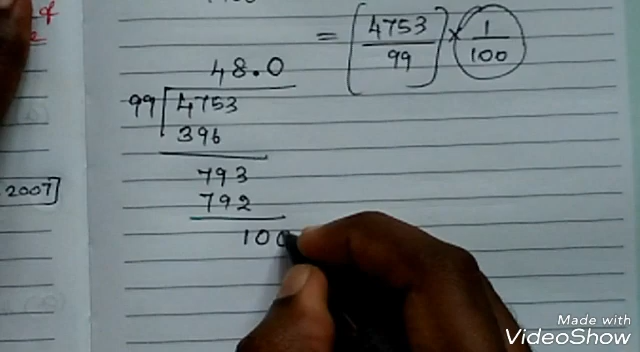 = [4753/99] × 1/100
48.0
99 4753
396
793
792
100
2007
Made with
VideoShow